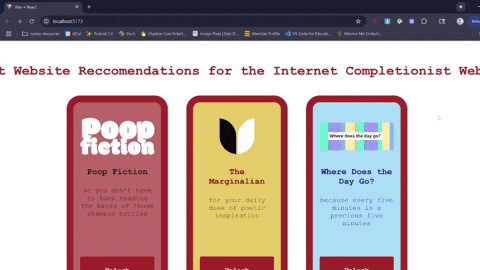 Vite + React
localhost:5173
t Website Reccomendations for the Internet Completionist Web
Poop
fiction
Where does the day go?
Poop Fiction
The
Marginalian
Where Does the
Day Go?
so you don't have
to keep reading
the backs of those
shampoo bottles
for your daily
dose of poetic
inspiration
because every five
minutes is a
precious five
minutes
Unlock
Unlock
Unlock